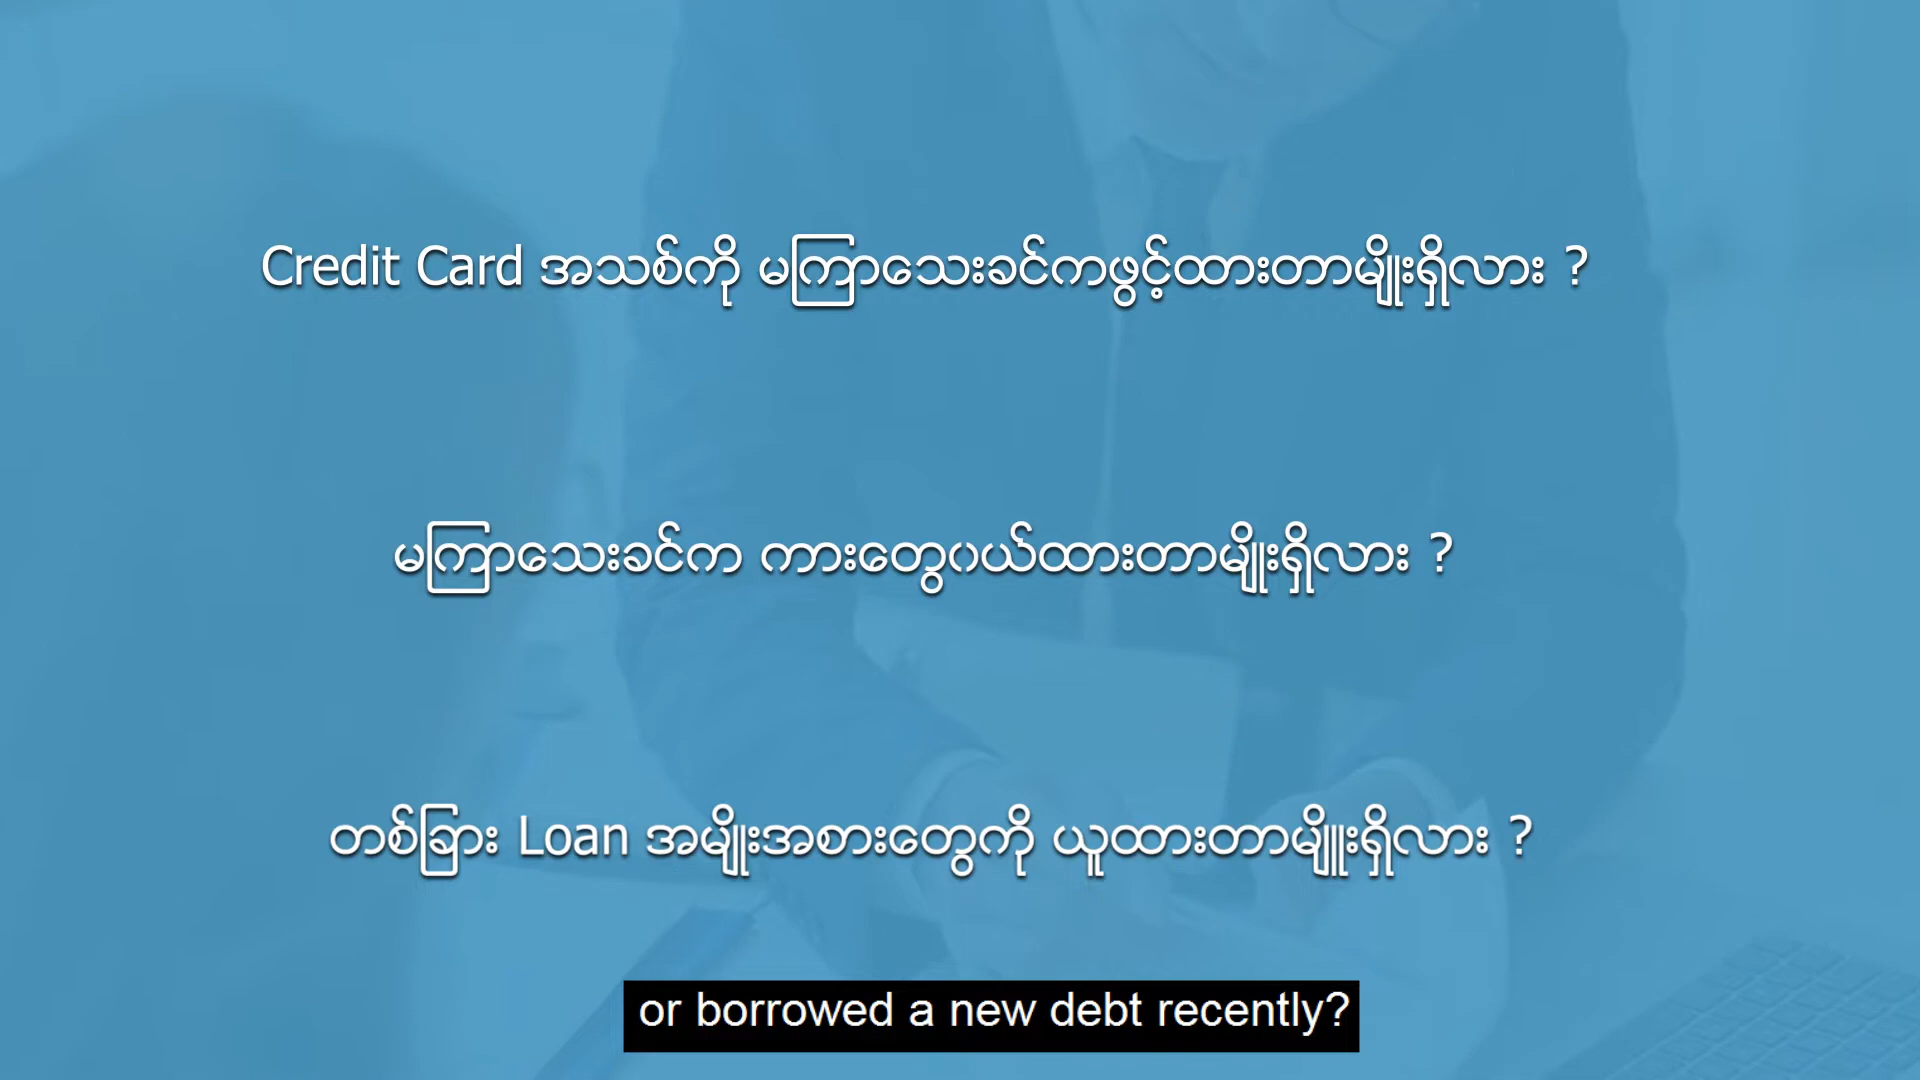 Credit Card အသစ်ကို မကြာသေးခင်ကဖွင့်ထားတာမျိုးရှိလား ?
မကြာသေးခင်က ကားတွေဝယ်ထားတာမျိုးရှိလား ?
တစ်ခြား Loan အမျိုးအစားတွေကို ယူထားတာမျိူးရှိလား ?
or borrowed a new debt recently?